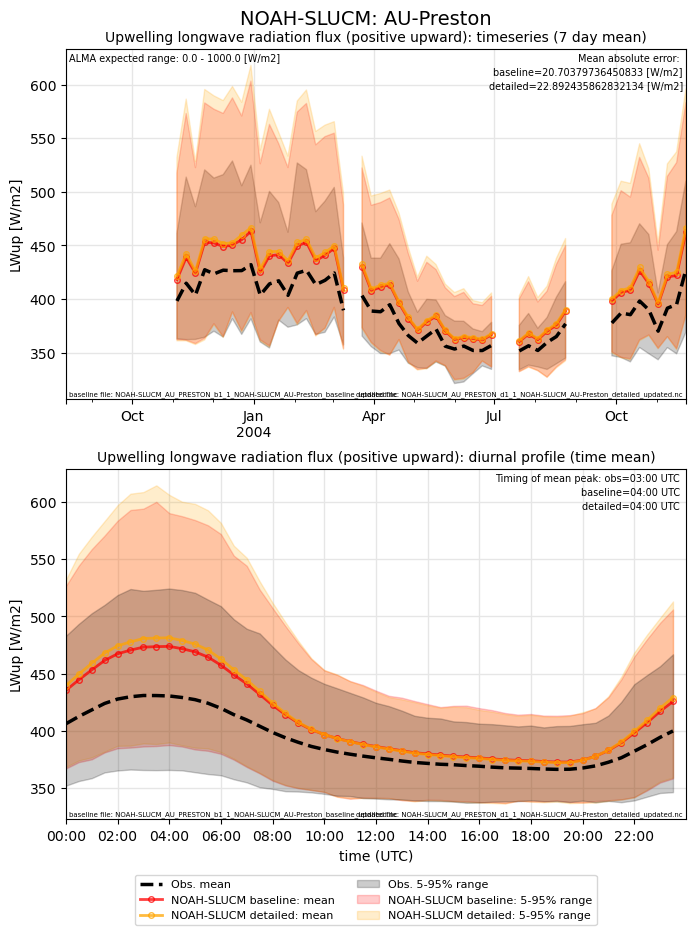 NOAH-SLUCM: AU-Preston
Upwelling longwave radiation flux (positive upward): timeseries (7 day mean)
ALMA expected range: 0.0 - 1000.0 [W/m2]
Mean absolute error:
baseline=20.70379736450833 [W/m2]
detailed=22.892435862832134 [W/m2]
600
550
500
450
400
350
LWup [W/m2]
baseline file: NOAH-SLUCM_AU_PRESTON_b1_1_NOAH-SLUCM_AU-Preston_baseline_updated.nc
detailed file: NOAH-SLUCM_AU_PRESTON_d1_1_NOAH-SLUCM_AU-Preston_detailed_updated.nc
Oct
Jan
2004
Apr
Jul
Oct
Upwelling longwave radiation flux (positive upward): diurnal profile (time mean)
Timing of mean peak: obs=03:00 UTC
baseline=04:00 UTC
detailed=04:00 UTC
600
550
500
450
400
350
LWup [W/m2]
baseline file: NOAH-SLUCM_AU_PRESTON_b1_1_NOAH-SLUCM_AU-Preston_baseline_updated.nc
detailed file: NOAH-SLUCM_AU_PRESTON_d1_1_NOAH-SLUCM_AU-Preston_detailed_updated.nc
00:00 02:00 04:00 06:00 08:00 10:00 12:00 14:00 16:00 18:00 20:00 22:00
time (UTC)
Obs. mean
NOAH-SLUCM baseline: mean
NOAH-SLUCM detailed: mean
Obs. 5-95% range
NOAH-SLUCM baseline: 5-95% range
NOAH-SLUCM detailed: 5-95% range